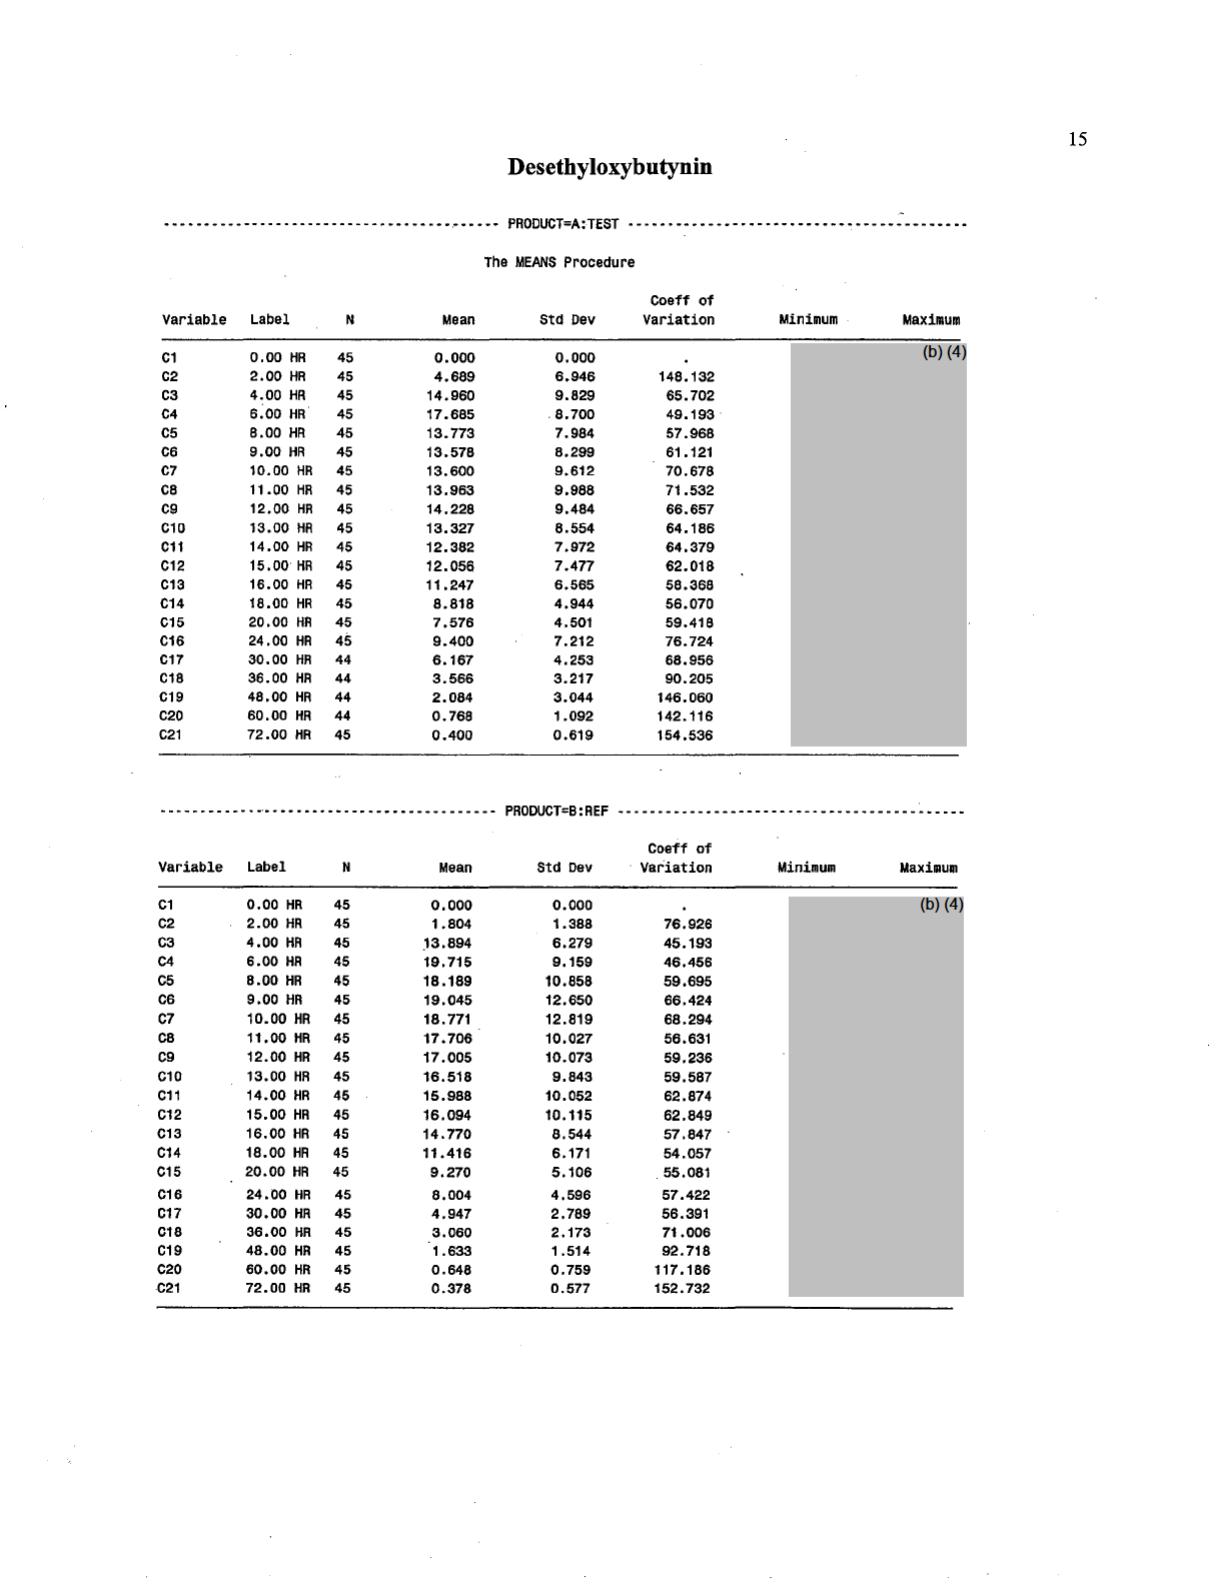 15
Desethyloxybutynin
---------------------------------------- PRODUCT=A:TEST ----------------------------------------
The MEANS Procedure
Coeff of
Variable Label N Mean Std Dev Variation Minimum Maximum
C1 0.00 HR 45 0.000 0.000 . (b) (4)
C2 2.00 HR 45 4.689 6.946 148.132
C3 4.00 HR 45 14.960 9.829 65.702
C4 6.00 HR 45 17.685 8.700 49.193
C5 8.00 HR 45 13.773 7.984 57.968
C6 9.00 HR 45 13.578 8.299 61.121
C7 10.00 HR 45 13.600 9.612 70.678
C8 11.00 HR 45 13.963 9.988 71.532
C9 12.00 HR 45 14.228 9.484 66.657
C10 13.00 HR 45 13.327 8.554 64.186
C11 14.00 HR 45 12.382 7.972 64.379
C12 15.00 HR 45 12.056 7.477 62.018
C13 16.00 HR 45 11.247 6.565 58.368
C14 18.00 HR 45 8.818 4.944 56.070
C15 20.00 HR 45 7.576 4.501 59.418
C16 24.00 HR 45 9.400 7.212 76.724
C17 30.00 HR 44 6.167 4.253 68.956
C18 36.00 HR 44 3.566 3.217 90.205
C19 48.00 HR 44 2.084 3.044 146.060
C20 60.00 HR 44 0.768 1.092 142.116
C21 72.00 HR 45 0.400 0.619 154.536
---------------------------------------- PRODUCT=B:REF ----------------------------------------
Coeff of
Variable Label N Mean Std Dev Variation Minimum Maximum
C1 0.00 HR 45 0.000 0.000 . (b) (4)
C2 2.00 HR 45 1.804 1.388 76.926
C3 4.00 HR 45 13.894 6.279 45.193
C4 6.00 HR 45 19.715 9.159 46.456
C5 8.00 HR 45 18.189 10.858 59.695
C6 9.00 HR 45 19.045 12.650 66.424
C7 10.00 HR 45 18.771 12.819 68.294
C8 11.00 HR 45 17.706 10.027 56.631
C9 12.00 HR 45 17.005 10.073 59.236
C10 13.00 HR 45 16.518 9.843 59.587
C11 14.00 HR 45 15.988 10.052 62.874
C12 15.00 HR 45 16.094 10.115 62.849
C13 16.00 HR 45 14.770 8.544 57.847
C14 18.00 HR 45 11.416 6.171 54.057
C15 20.00 HR 45 9.270 5.106 55.081
C16 24.00 HR 45 8.004 4.596 57.422
C17 30.00 HR 45 4.947 2.789 56.391
C18 36.00 HR 45 3.060 2.173 71.006
C19 48.00 HR 45 1.633 1.514 92.718
C20 60.00 HR 45 0.648 0.759 117.186
C21 72.00 HR 45 0.378 0.577 152.732